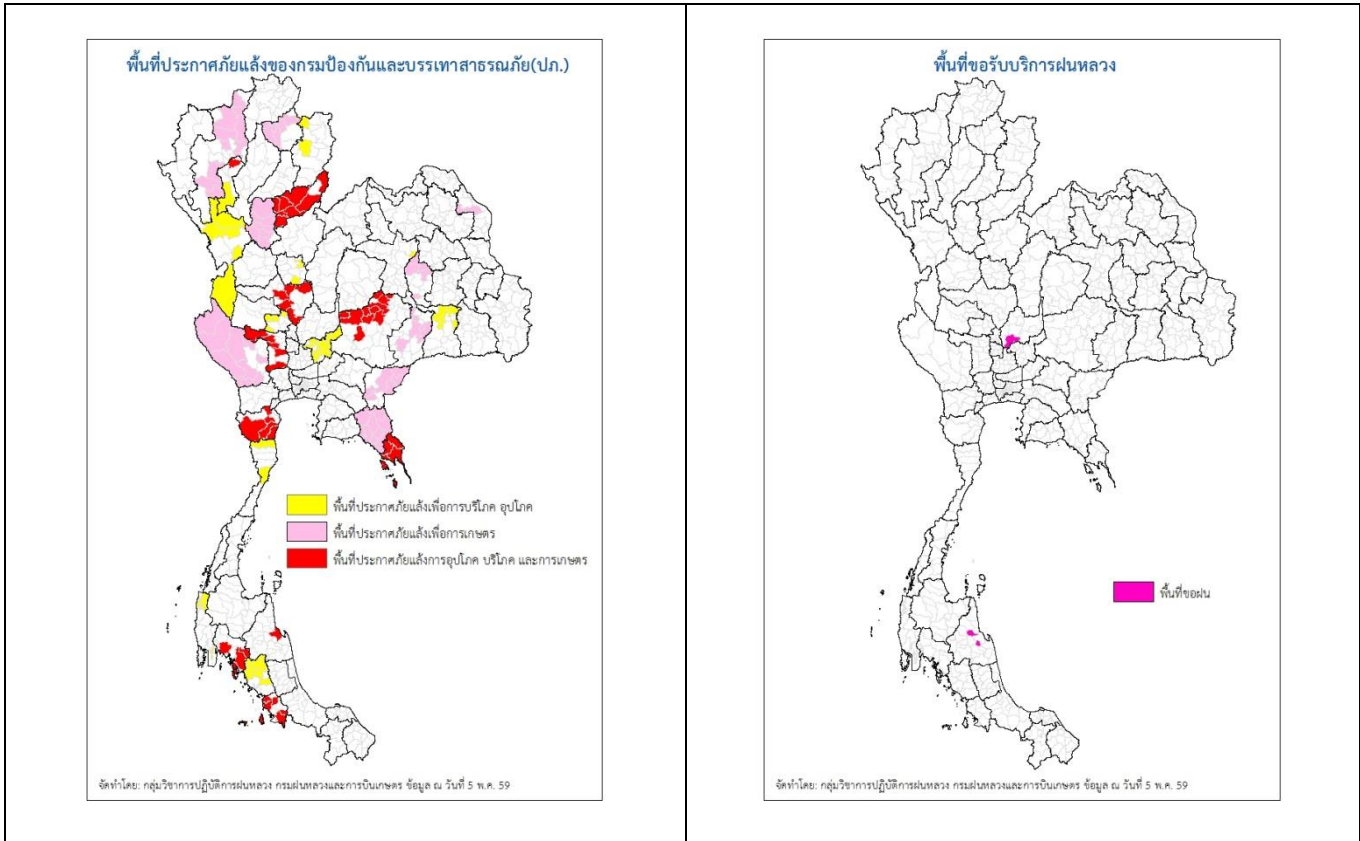 พื้นที่ประกาศภัยแล้งของกรมป้องกันและบรรเทาสาธรณภัย(ปภ.)
พื้นที่ประกาศภัยแล้งเพื่อการบริโภค อุปโภค
พื้นที่ประกาศภัยแล้งเพื่อการเกษตร
พื้นที่ประกาศภัยแล้งการอุปโภค บริโภค และการเกษตร
จัดทำโดย: กลุ่มวิชาการปฏิบัติการฝนหลวง กรมฝนหลวงและการบินเกษตร ข้อมูล ณ วันที่ 5 พ.ค. 59
พื้นที่ขอรับบริการฝนหลวง
พื้นที่ขอฝน
จัดทำโดย: กลุ่มวิชาการปฏิบัติการฝนหลวง กรมฝนหลวงและการบินเกษตร ข้อมูล ณ วันที่ 5 พ.ค. 59